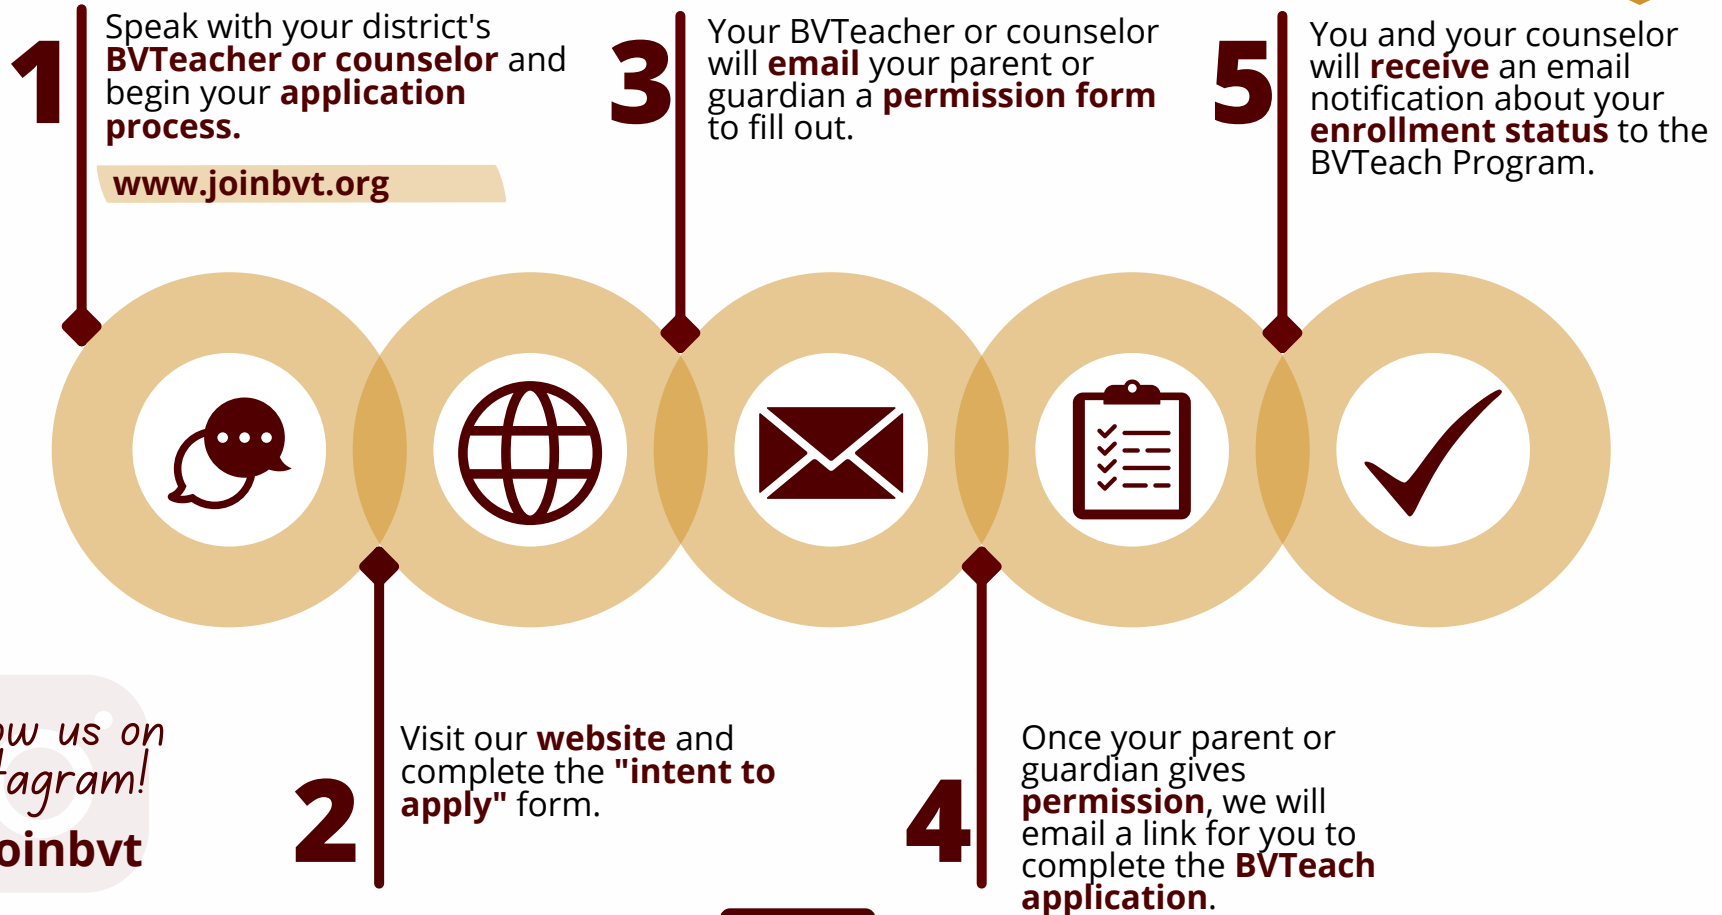 1
Speak with your district's
BVTeacher or counselor and
begin your application
process.
www.joinbvt.org
2
Visit our website and
complete the "intent to
apply" form.
3
Your BVTeacher or counselor
will email your parent or
guardian a permission form
to fill out.
4
Once your parent or
guardian gives
permission, we will
email a link for you to
complete the BVTeach
application.
5
You and your counselor
will receive an email
notification about your
enrollment status to the
BVTeach Program.
us on